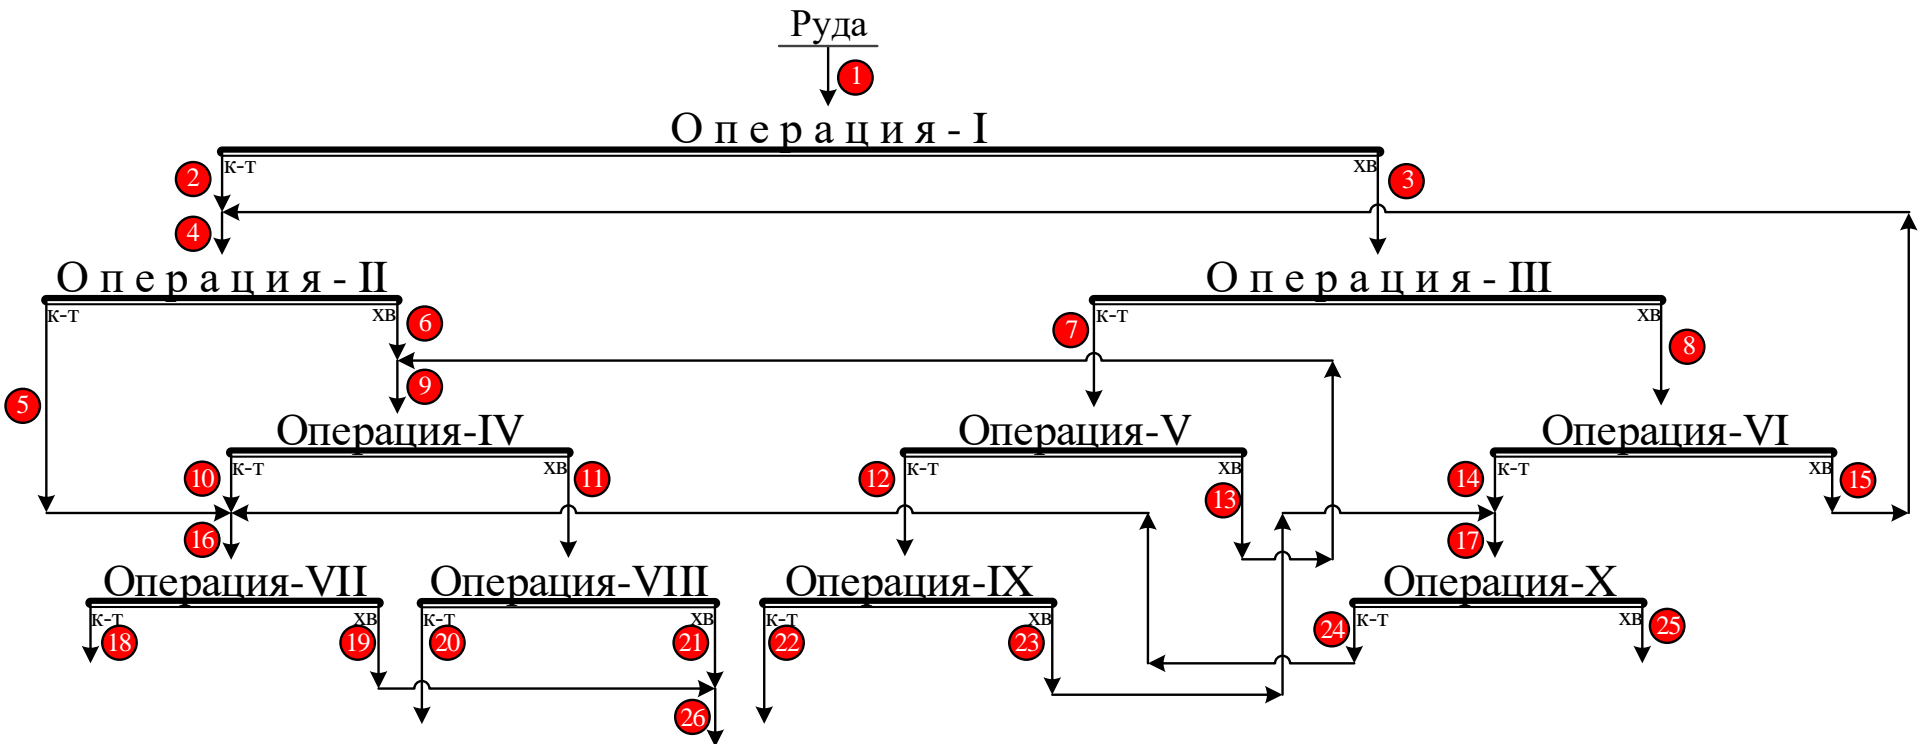 Руда
1
Операция-I
к-т
хв
2
3
4
Операция-II
Операция-III
к-т
хв
6
7
к-т
хв
8
5
9
Операция-IV
Операция-V
Операция-VI
10
к-т
хв
11
12
к-т
хв
13
14
к-т
хв
15
16
17
Операция-VII
Операция-VIII
Операция-IX
Операция-X
к-т
хв
к-т
хв
к-т
хв
к-т
хв
18
19
20
21
22
23
24
25
26